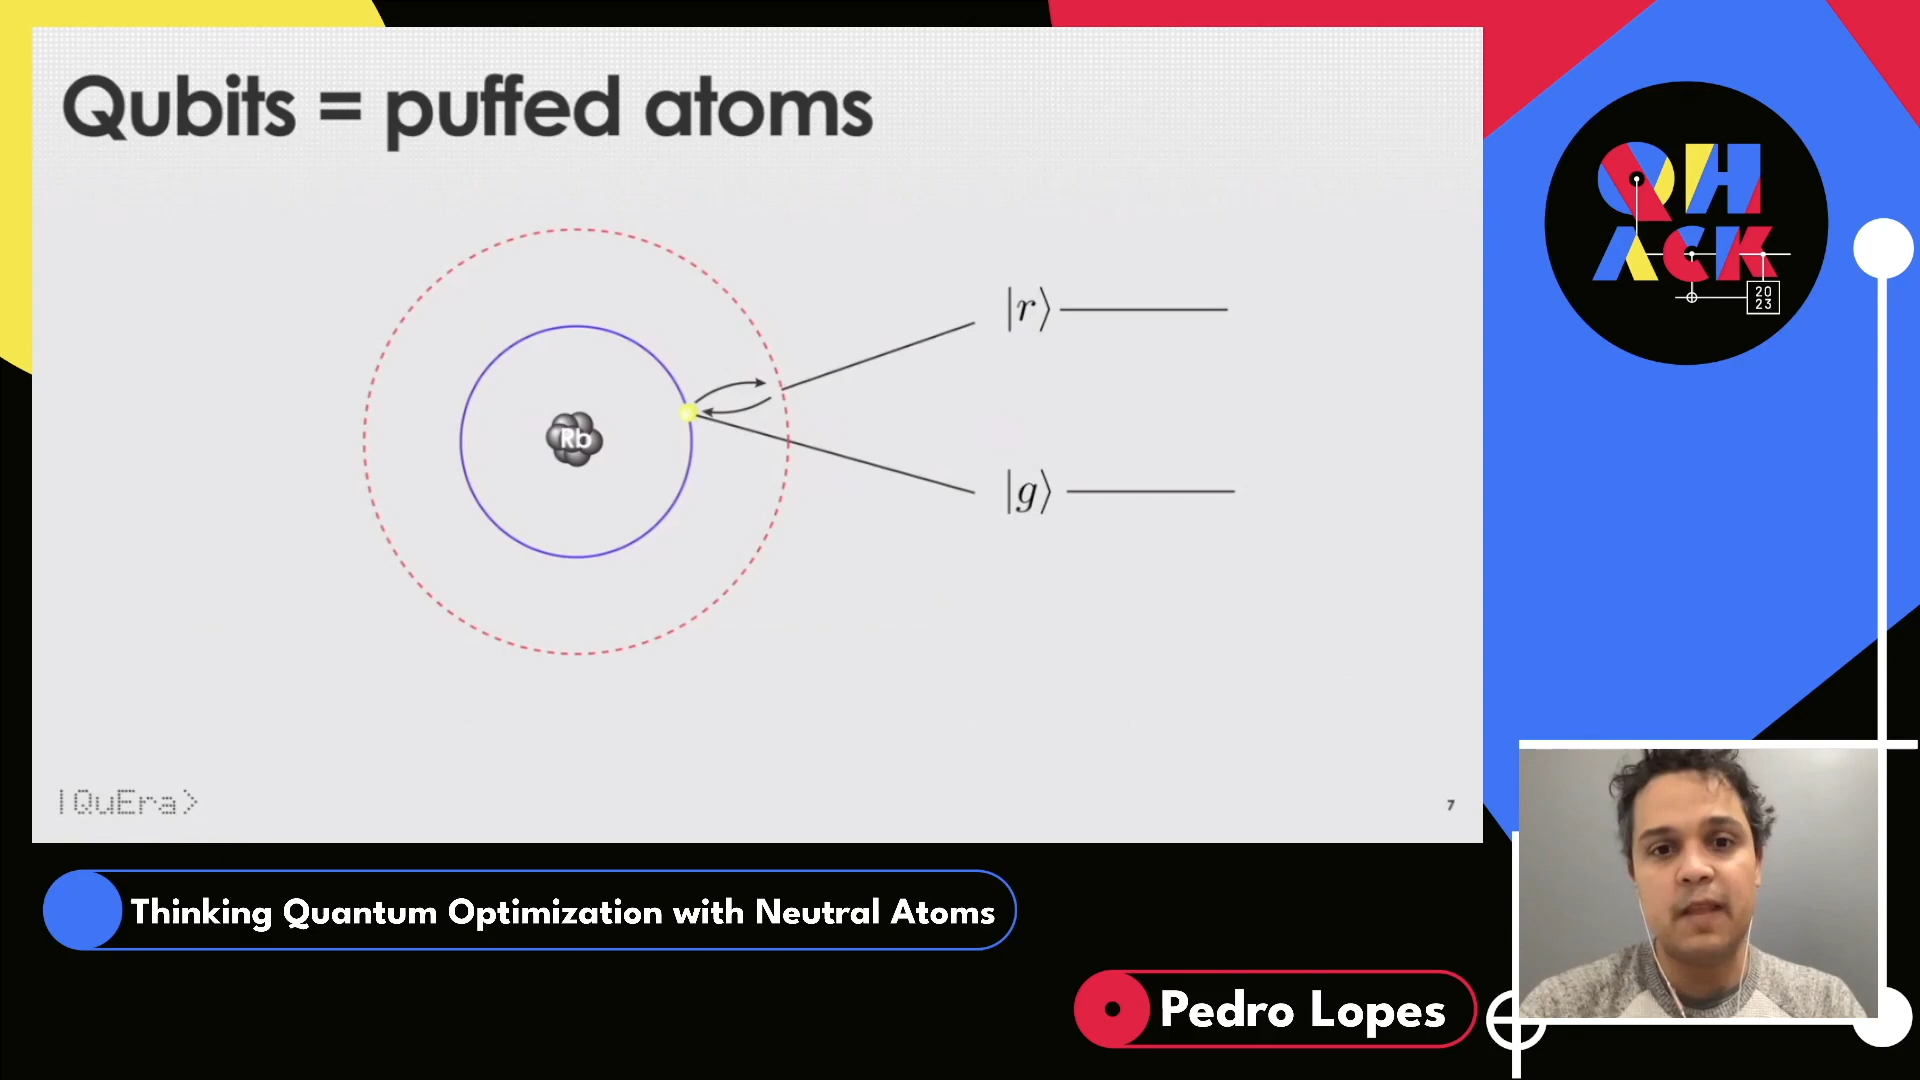 Qubits = puffed atoms
|r⟩
Rb
|g⟩
|QuEra⟩
7
QH
ACK
20
23
Thinking Quantum Optimization with Neutral Atoms
Pedro Lopes